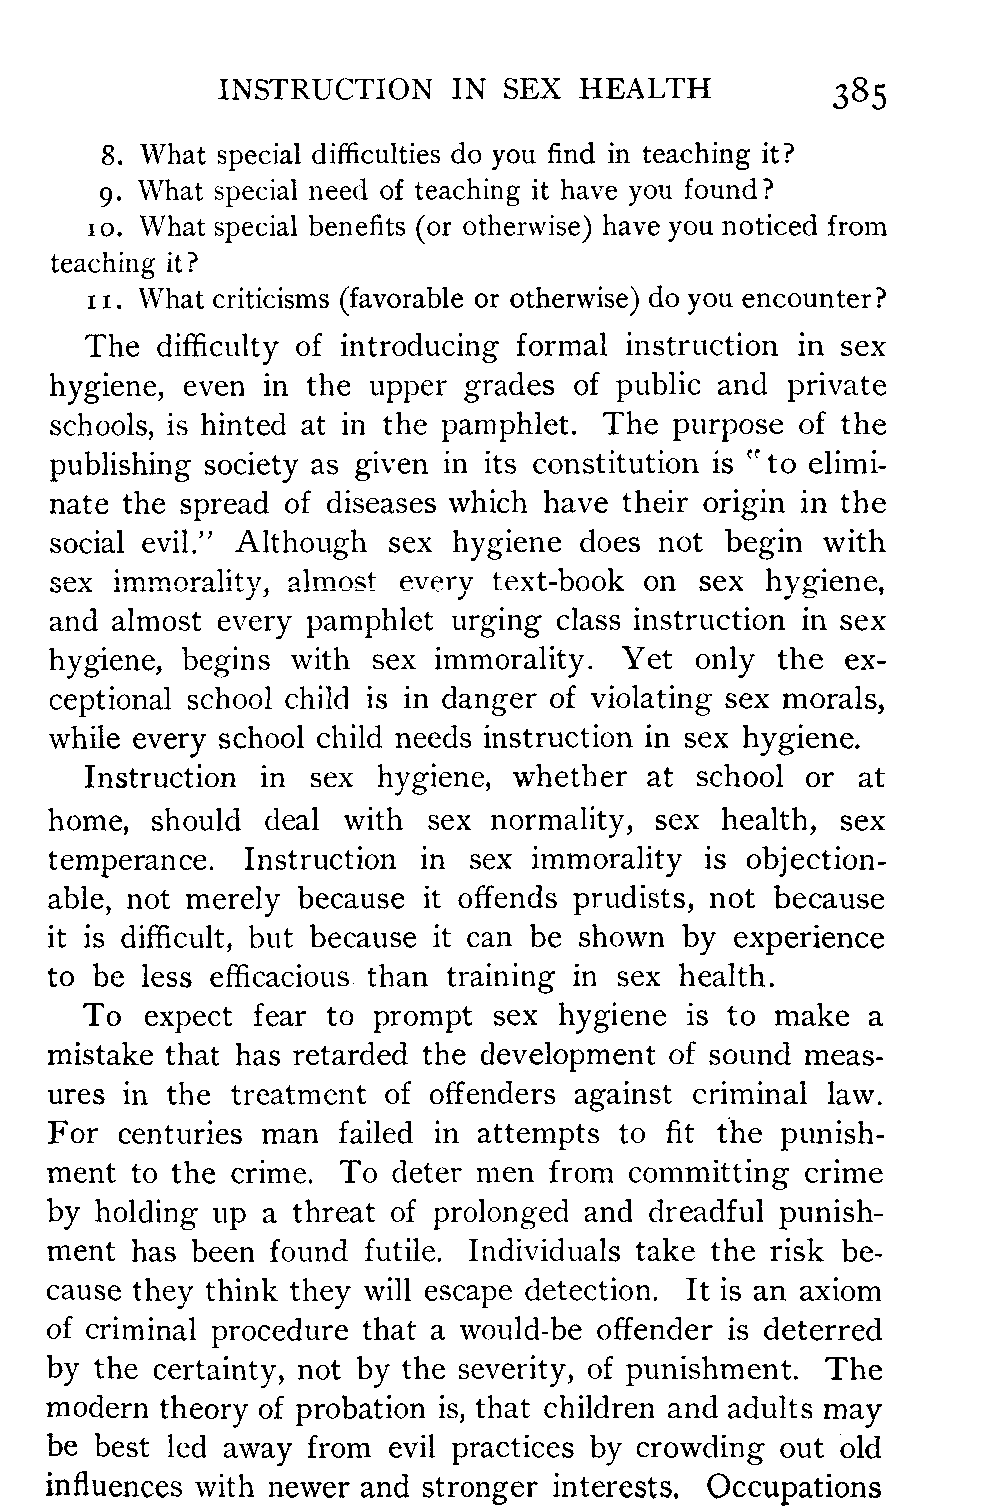 INSTRUCTION IN SEX HEALTH 385
8. What special difficulties do you find in teaching it?
9. What special need of teaching it have you found?
10. What special benefits (or otherwise) have you noticed from
teaching it?
11. What criticisms (favorable or otherwise) do you encounter?
The difficulty of introducing formal instruction in sex
hygiene, even in the upper grades of public and private
schools, is hinted at in the pamphlet. The purpose of the
publishing society as given in its constitution is "to elimi-
nate the spread of diseases which have their origin in the
social evil." Although sex hygiene does not begin with
sex immorality, almost every text-book on sex hygiene,
and almost every pamphlet urging class instruction in sex
hygiene, begins with sex immorality. Yet only the ex-
ceptional school child is in danger of violating sex morals,
while every school child needs instruction in sex hygiene.
Instruction in sex hygiene, whether at school or at
home, should deal with sex normality, sex health, sex
temperance. Instruction in sex immorality is objection-
able, not merely because it offends prudists, not because
it is difficult, but because it can be shown by experience
to be less efficacious than training in sex health.
To expect fear to prompt sex hygiene is to make a
mistake that has retarded the development of sound meas-
ures in the treatment of offenders against criminal law.
For centuries man failed in attempts to fit the punish-
ment to the crime. To deter men from committing crime
by holding up a threat of prolonged and dreadful punish-
ment has been found futile. Individuals take the risk be-
cause they think they will escape detection. It is an axiom
of criminal procedure that a would-be offender is deterred
by the certainty, not by the severity, of punishment. The
modern theory of probation is, that children and adults may
be best led away from evil practices by crowding out old
influences with newer and stronger interests. Occupations